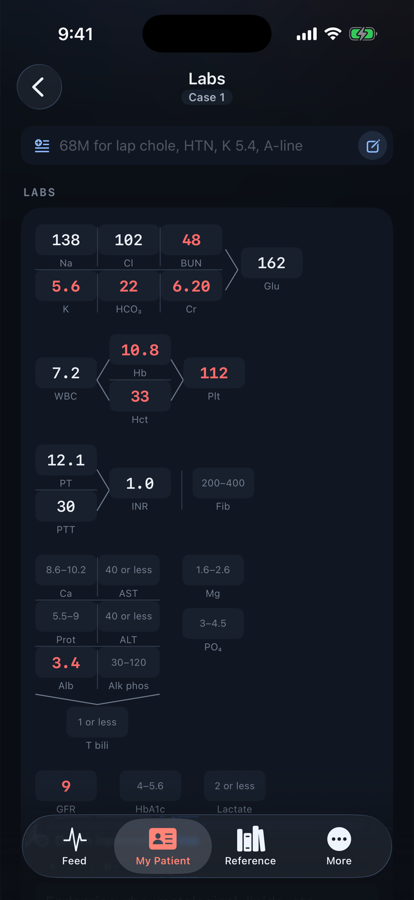 9:41
Labs
Case 1
68M for lap chole, HTN, K 5.4, A-line
LABS
138 102 48
Na Cl BUN
162
Glu
5.6 22 6.20
K HCO₃ Cr
10.8
Hb
7.2 112
WBC Plt
33
Hct
12.1
PT
1.0 200–400
INR Fib
30
PTT
8.6–10.2 40 or less 1.6–2.6
Ca AST Mg
5.5–9 40 or less 3–4.5
Prot ALT PO₄
3.4 30–120
Alb Alk phos
1 or less
T bili
9 4–5.6 2 or less
GFR HbA1c Lactate
Feed My Patient Reference More